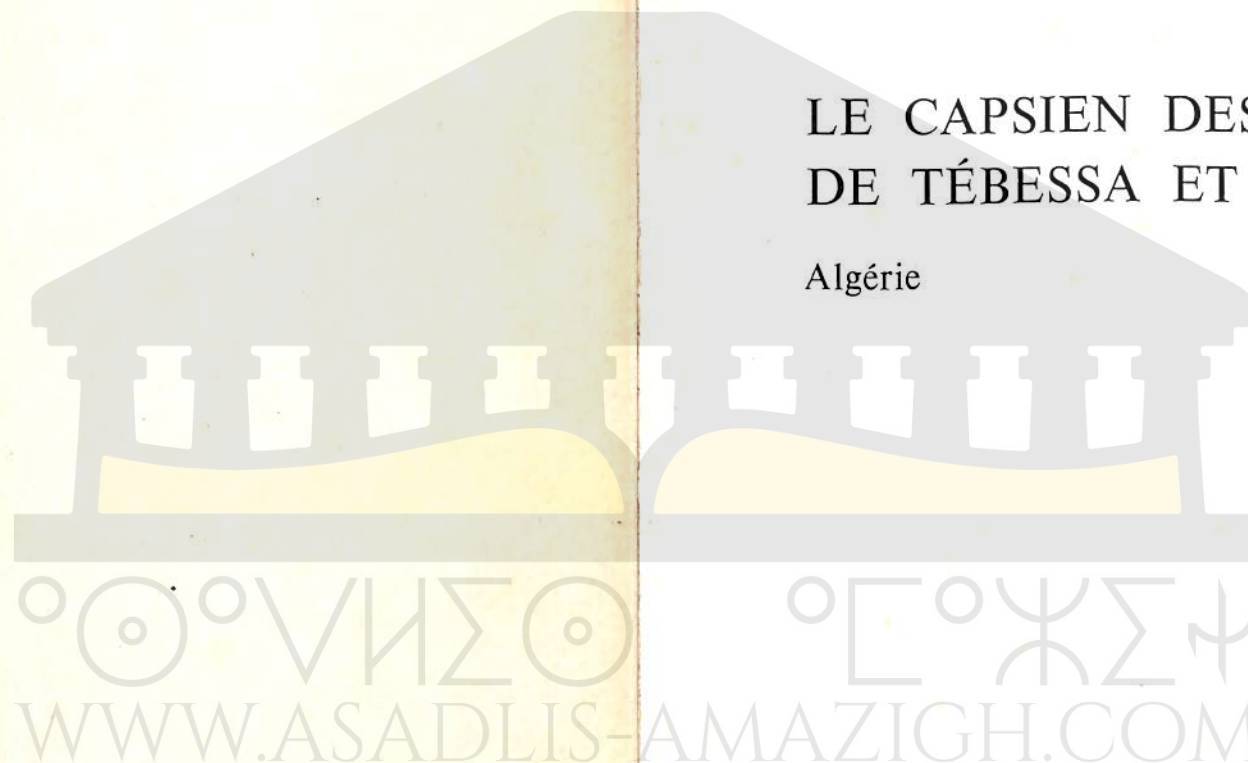 LE CAPSIEN DES
DE TÉBESSA ET
Algérie
ⴰⵙⴰⴷⵍⵉⵙ ⴰⵎⴰⵣⵉⵖ
WWW.ASADLIS-AMAZIGH.COM